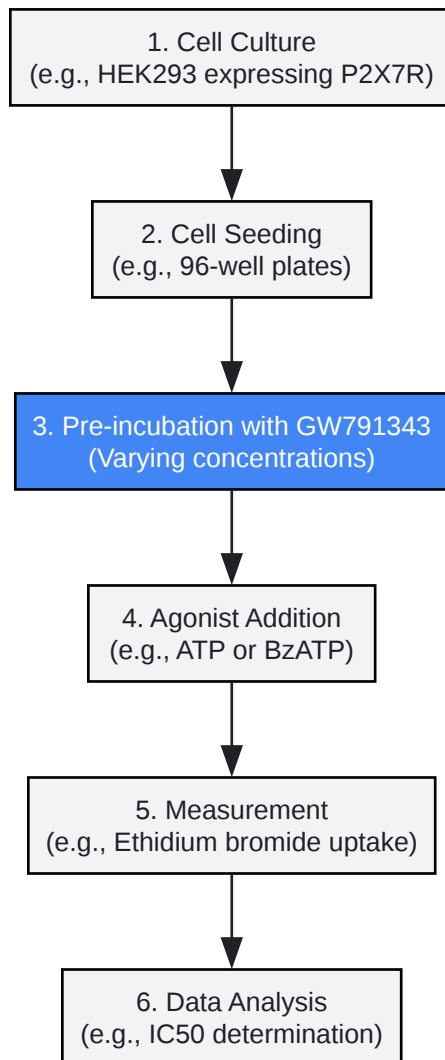 1. Cell Culture
(e.g., HEK293 expressing P2X7R)
2. Cell Seeding
(e.g., 96-well plates)
3. Pre-incubation with GW791343
(Varying concentrations)
4. Agonist Addition
(e.g., ATP or BzATP)
5. Measurement
(e.g., Ethidium bromide uptake)
6. Data Analysis
(e.g., IC50 determination)